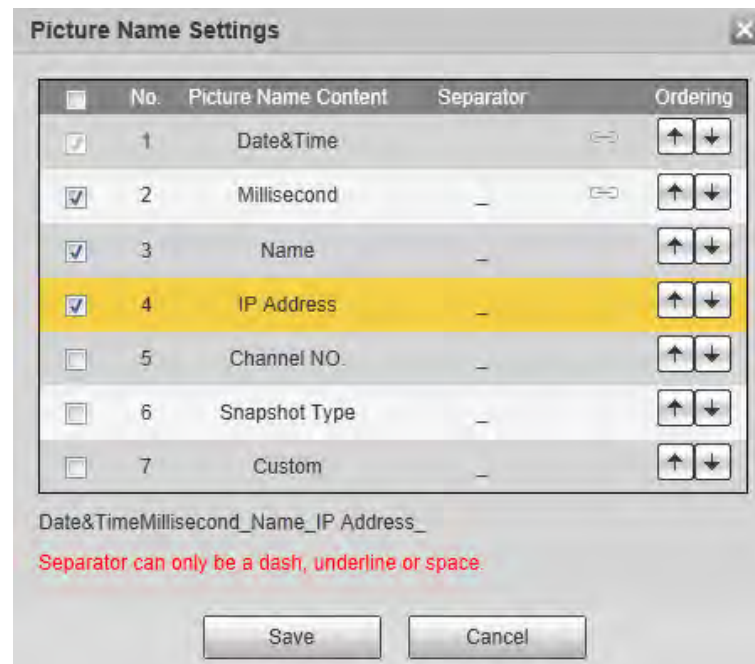 Picture Name Settings
No. Picture Name Content Separator Ordering
1 Date&Time
2 Millisecond _
3 Name _
4 IP Address _
5 Channel NO. _
6 Snapshot Type _
7 Custom _
Date&TimeMillisecond_Name_IP Address_
Separator can only be a dash, underline or space.
Save Cancel